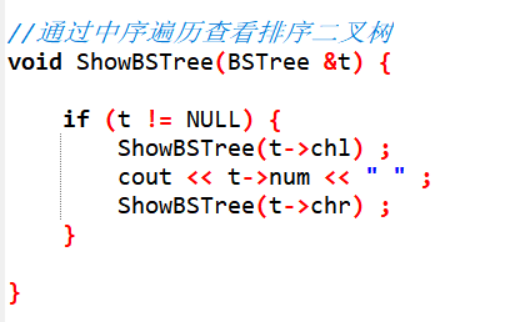 //通过中序遍历查看排序二叉树
void ShowBSTree(BSTree &t) {
if (t != NULL) {
ShowBSTree(t->chl) ;
cout << t->num << " " ;
ShowBSTree(t->chr) ;
}
}